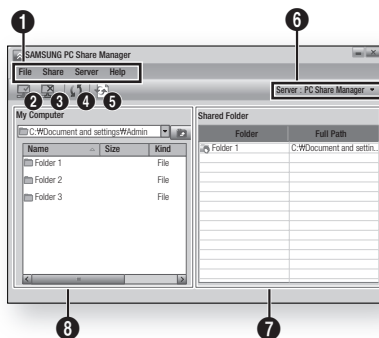 1
6
SAMSUNG PC Share Manager
File Share Server Help
2 3 4 5
Server : PC Share Manager
My Computer
Shared Folder
C:₩Document and settings₩Admin
Folder Full Path
Name Size Kind
Folder 1 C:₩Document and settin..
Folder 1 File
Folder 2 File
Folder 3 File
8
7